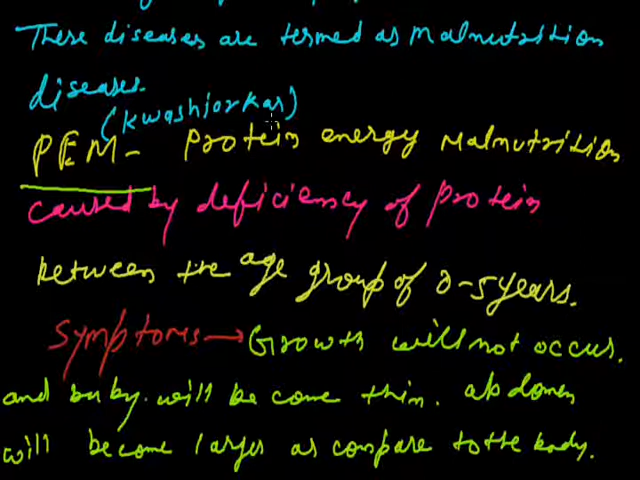 These diseases are termed as malnutrition
diseases.
(kwashiorkar)
PEM - protein energy Malnutrition
caused by deficiency of protein
between the age group of 0-5 years.
Symptoms → Growth will not occur.
and baby. will be come thin. abdomen
will become larger as compare to the body.